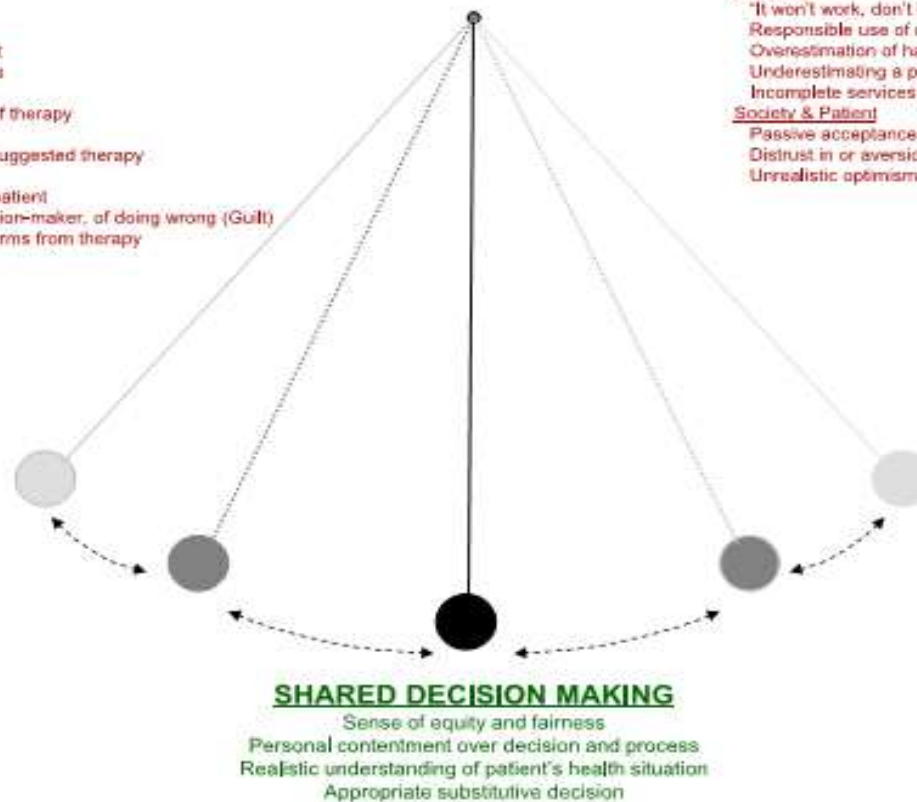 f therapy
uggested therapy
atient
ion-maker, of doing wrong (Guilt)
rms from therapy
"It won't work, don't
Responsible use of
Overestimation of ha
Underestimating a p
Incomplete services
Society & Patient
Passive acceptance
Distrust in or aversio
Unrealistic optimism
SHARED DECISION MAKING
Sense of equity and fairness
Personal contentment over decision and process
Realistic understanding of patient's health situation
Appropriate substitutive decision